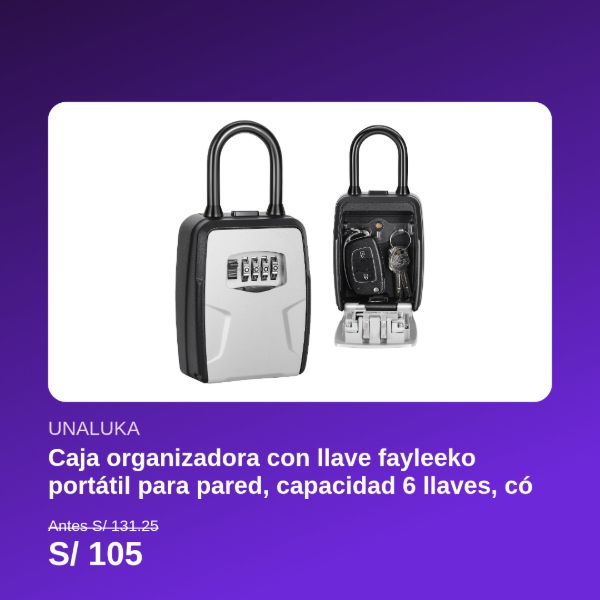 UNALUKA
Caja organizadora con llave fayleeko
portátil para pared, capacidad 6 llaves, có
Antes S/ 131.25
S/ 105